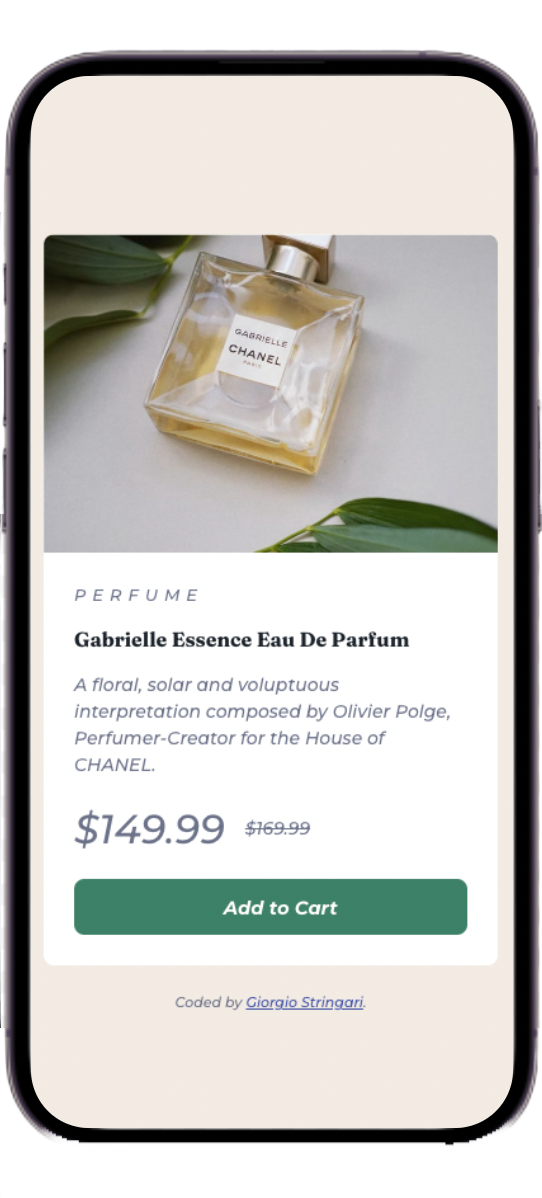 GABRIELLE
CHANEL
PARIS
PERFUME
Gabrielle Essence Eau De Parfum
A floral, solar and voluptuous
interpretation composed by Olivier Polge,
Perfumer-Creator for the House of
CHANEL.
$149.99 $169.99
Add to Cart
Coded by Giorgio Stringari.